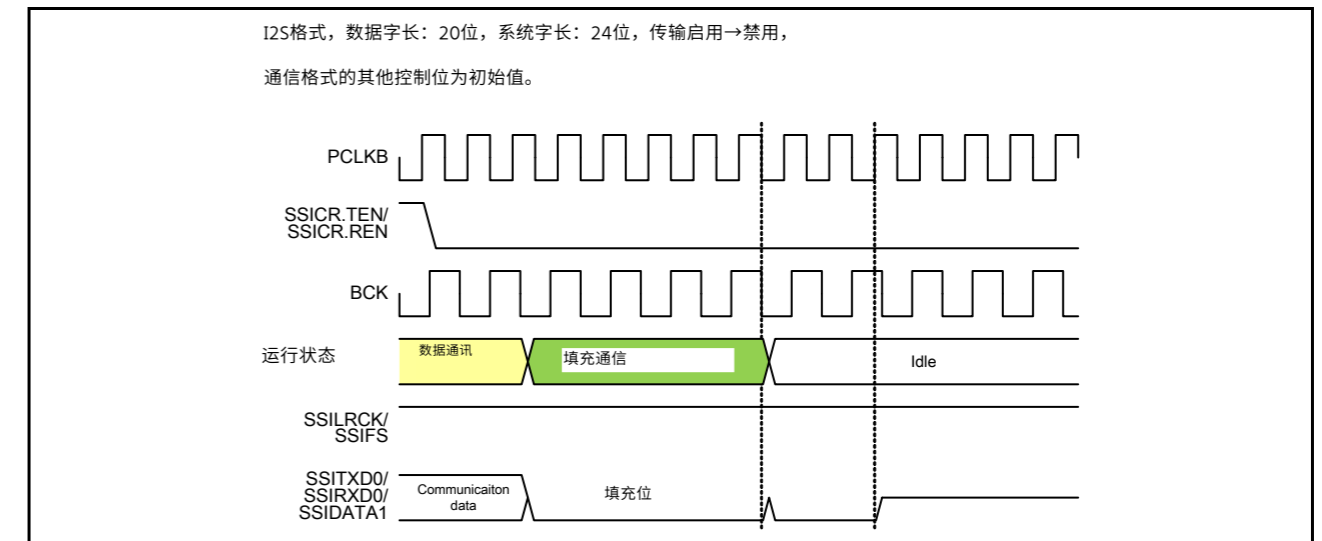 I2S格式，数据字长：20位，系统字长：24位，传输启用→禁用，
通信格式的其他控制位为初始值。
PCLKB
SSICR.TEN/
SSICR.REN
BCK
运行状态
数据通讯
填充通信
Idle
SSILRCK/
SSIFS
SSITXD0/
SSIRXD0/
SSIDATA1
Communicaiton
data
填充位